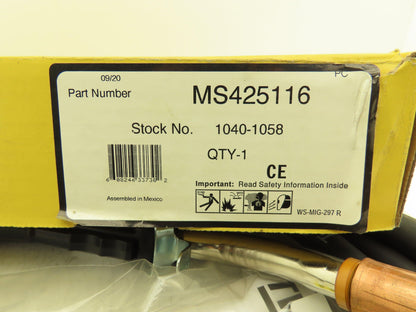 09/20
PC
Part Number MS425116
Stock No. 1040-1058
QTY-1
CE
Important: Read Safety Information Inside
Assembled in Mexico
WS-MIG-297 R